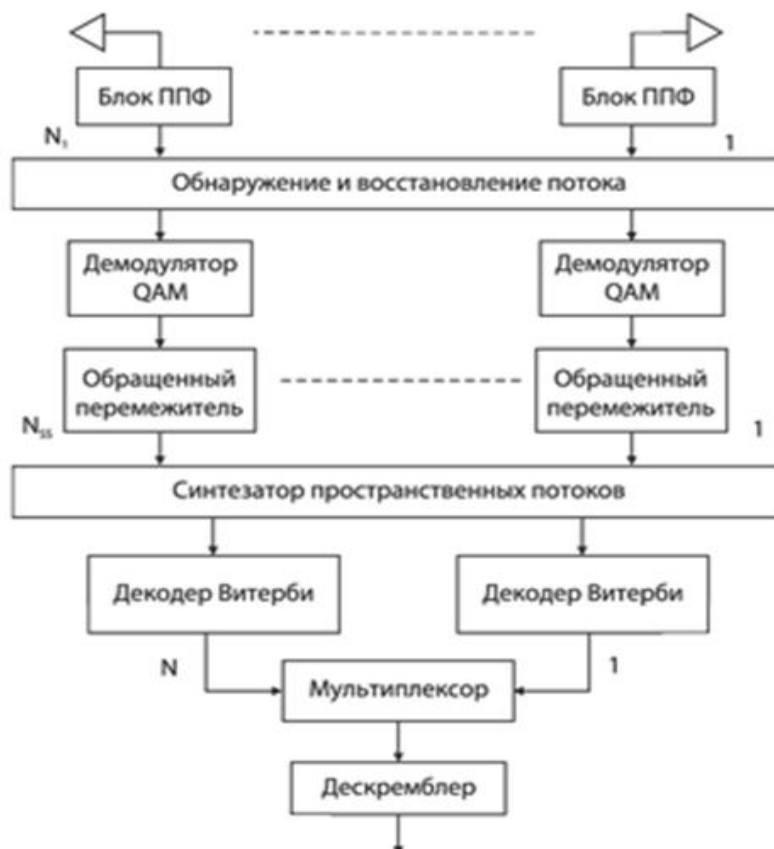 Блок ППФ
Блок ППФ
N₁
1
Обнаружение и восстановление потока
Демодулятор
QAM
Демодулятор
QAM
Обращенный
перемежитель
Обращенный
перемежитель
Nₛₛ
1
Синтезатор пространственных потоков
Декодер Витерби
Декодер Витерби
N
1
Мультиплексор
Дескремблер